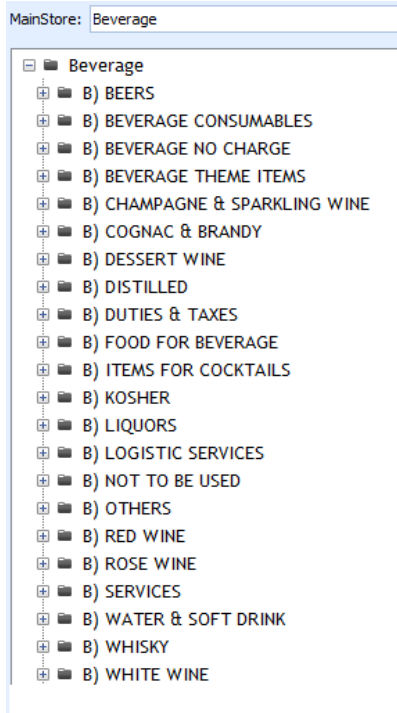 MainStore: Beverage
Beverage
B) BEERS
B) BEVERAGE CONSUMABLES
B) BEVERAGE NO CHARGE
B) BEVERAGE THEME ITEMS
B) CHAMPAGNE & SPARKLING WINE
B) COGNAC & BRANDY
B) DESSERT WINE
B) DISTILLED
B) DUTIES & TAXES
B) FOOD FOR BEVERAGE
B) ITEMS FOR COCKTAILS
B) KOSHER
B) LIQUORS
B) LOGISTIC SERVICES
B) NOT TO BE USED
B) OTHERS
B) RED WINE
B) ROSE WINE
B) SERVICES
B) WATER & SOFT DRINK
B) WHISKY
B) WHITE WINE